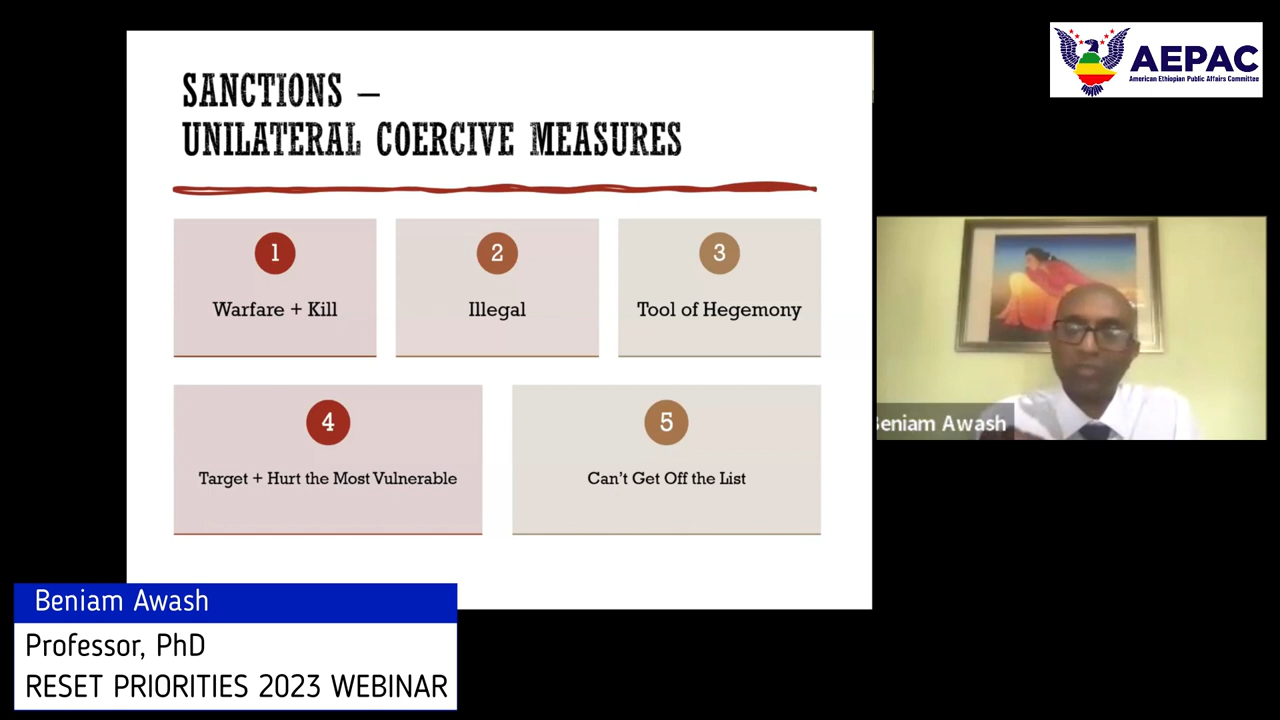 SANCTIONS –
UNILATERAL COERCIVE MEASURES
1
Warfare + Kill
2
Illegal
3
Tool of Hegemony
4
Target + Hurt the Most Vulnerable
5
Can't Get Off the List
AEPAC
American Ethiopian Public Affairs Committee
Beniam Awash
Beniam Awash
Professor, PhD
RESET PRIORITIES 2023 WEBINAR